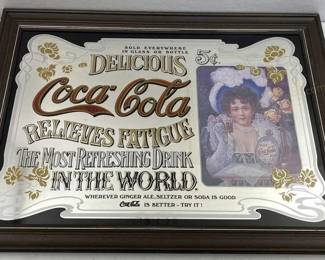 SOLD EVERYWHERE
IN GLASS OR BOTTLE
5¢
DELICIOUS
Coca-Cola
RELIEVES FATIGUE
THE MOST REFRESHING DRINK
IN THE WORLD.
WHEREVER GINGER ALE, SELTZER OR SODA IS GOOD
Coca-Cola IS BETTER - TRY IT!